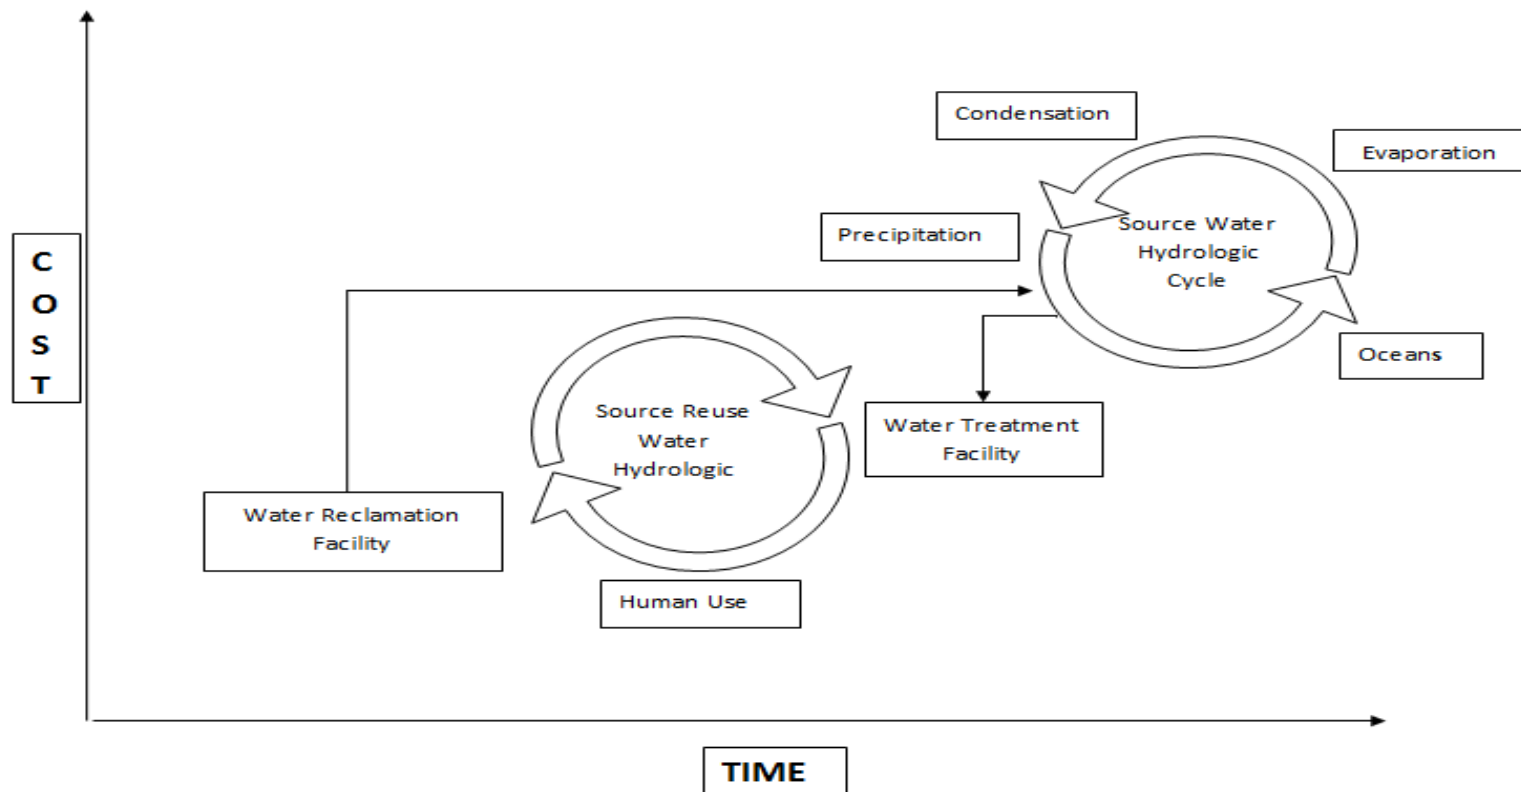 Condensation
Evaporation
Precipitation
Source Water
Hydrologic
Cycle
Oceans
C
O
S
T
Source Reuse
Water
Hydrologic
Water Treatment
Facility
Water Reclamation
Facility
Human Use
TIME